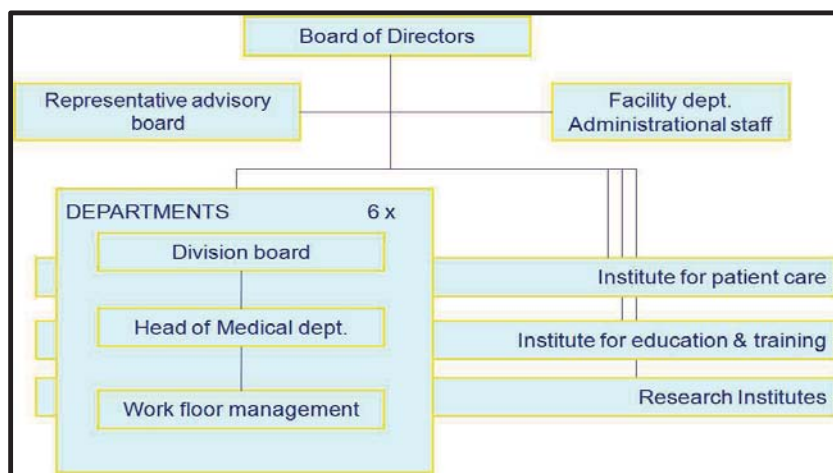 Board of Directors
Representative advisory
board
Facility dept.
Administrational staff
DEPARTMENTS 6 x
Division board
Head of Medical dept.
Work floor management
Institute for patient care
Institute for education & training
Research Institutes